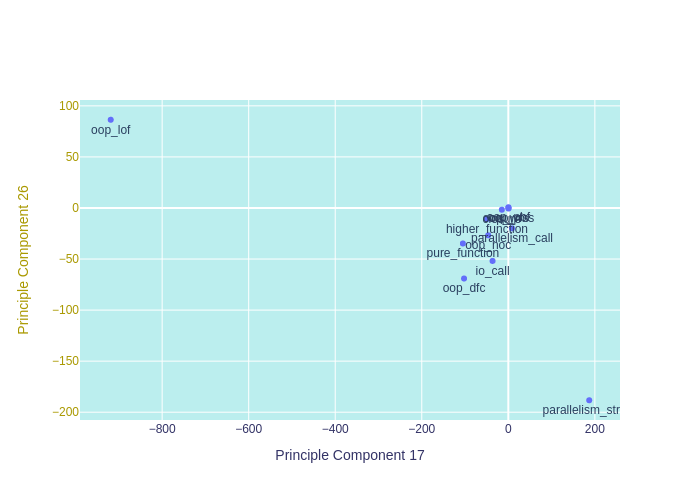 100
50
0
−50
−100
−150
−200
−800
−600
−400
−200
0
200
Principle Component 17
Principle Component 26
oop_lof
higher_function
parallelism_call
oop_noc
pure_function
io_call
oop_dfc
parallelism_str